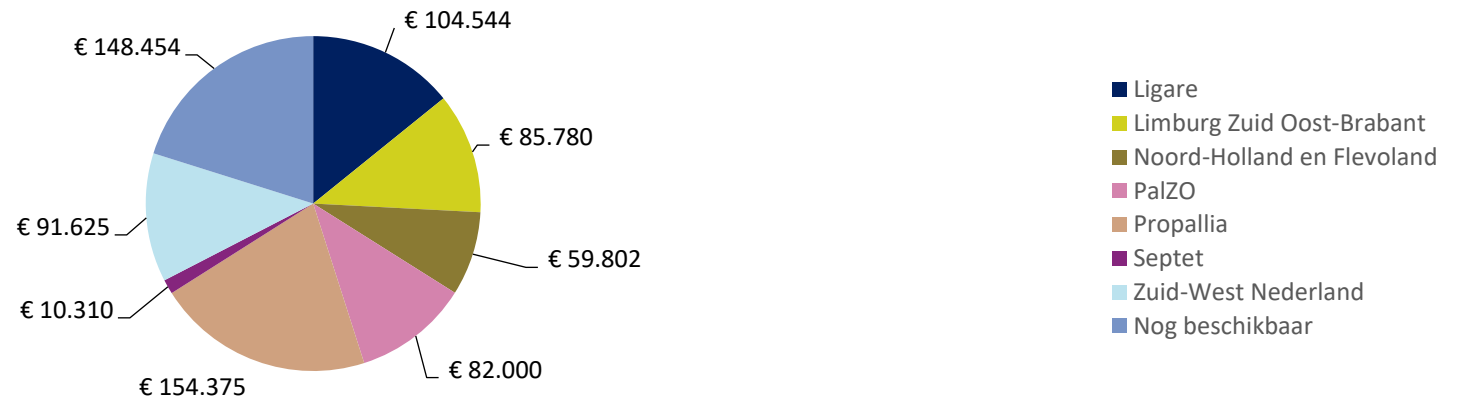 € 104.544
€ 148.454
€ 85.780
€ 91.625
€ 59.802
€ 10.310
€ 82.000
€ 154.375
Ligare
Limburg Zuid Oost-Brabant
Noord-Holland en Flevoland
PalZO
Propallia
Septet
Zuid-West Nederland
Nog beschikbaar